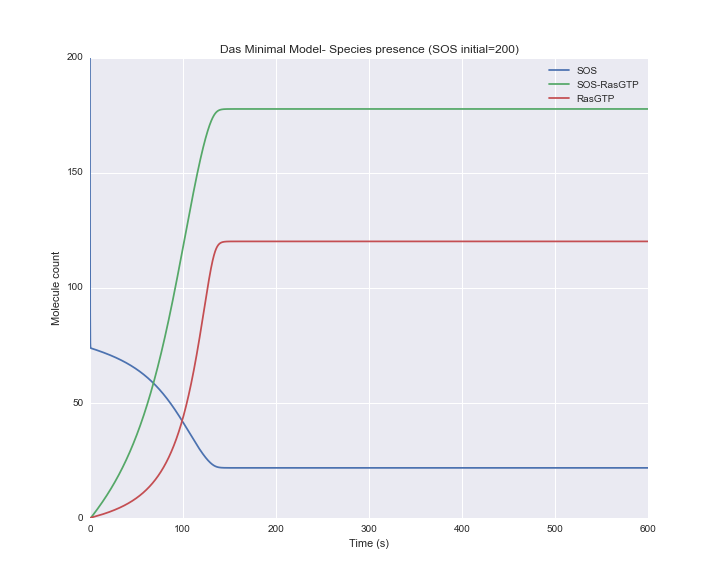 Das Minimal Model- Species presence (SOS initial=200)
SOS
SOS-RasGTP
RasGTP
200
150
100
50
0
Molecule count
0 100 200 300 400 500 600
Time (s)